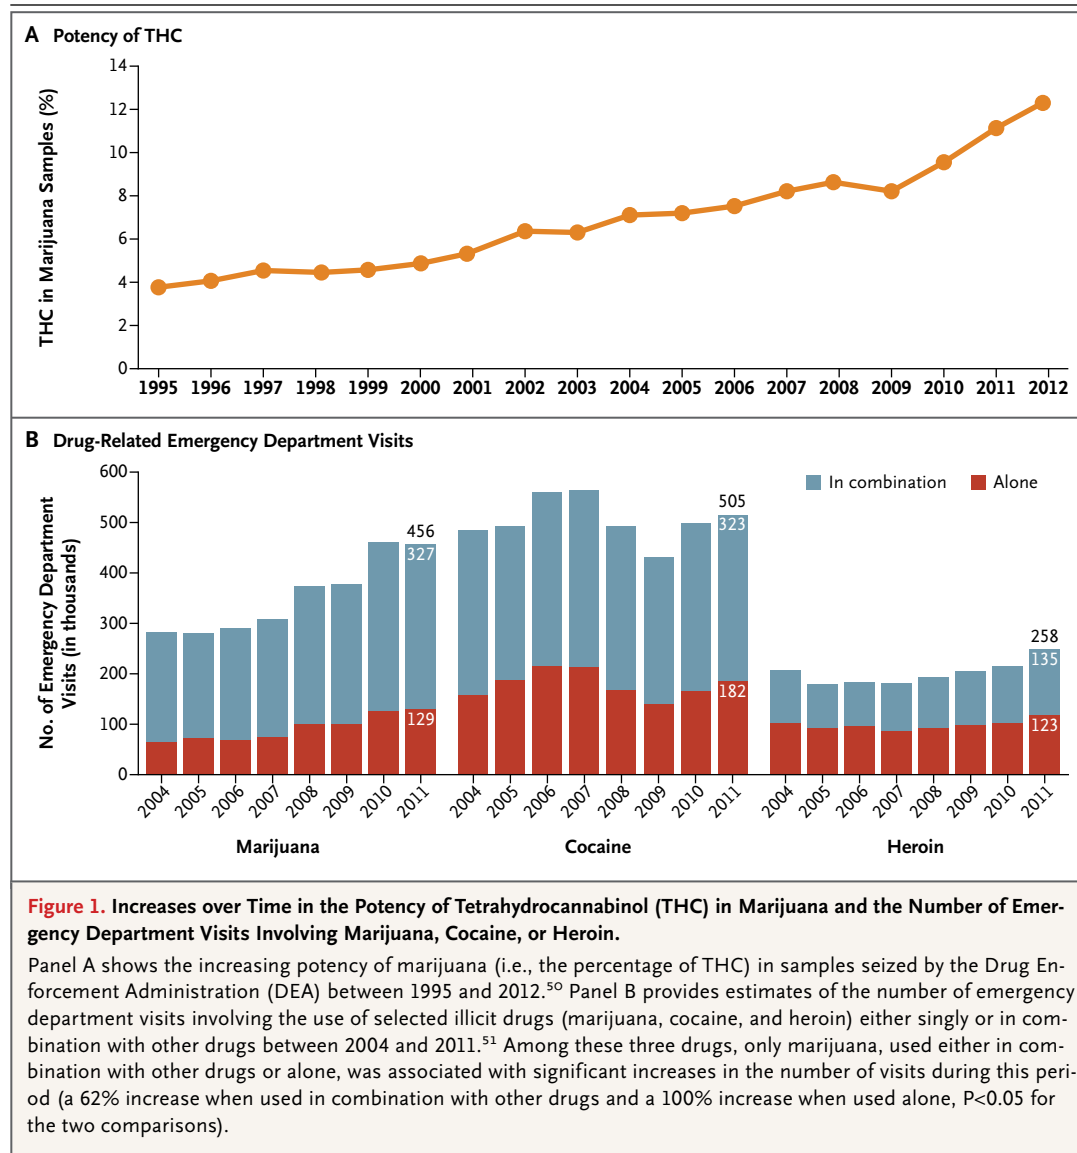 A Potency of THC
THC in Marijuana Samples (%)
14
12
10
8
6
4
2
0
1995 1996 1997 1998 1999 2000 2001 2002 2003 2004 2005 2006 2007 2008 2009 2010 2011 2012
B Drug-Related Emergency Department Visits
No. of Emergency Department
Visits (in thousands)
600
500
400
300
200
100
0
In combination Alone
456
327
129
505
323
182
258
135
123
2004 2005 2006 2007 2008 2009 2010 2011 2004 2005 2006 2007 2008 2009 2010 2011 2004 2005 2006 2007 2008 2009 2010 2011
Marijuana Cocaine Heroin
Figure 1. Increases over Time in the Potency of Tetrahydrocannabinol (THC) in Marijuana and the Number of Emer-
gency Department Visits Involving Marijuana, Cocaine, or Heroin.
Panel A shows the increasing potency of marijuana (i.e., the percentage of THC) in samples seized by the Drug En-
forcement Administration (DEA) between 1995 and 2012.⁵⁰ Panel B provides estimates of the number of emergency
department visits involving the use of selected illicit drugs (marijuana, cocaine, and heroin) either singly or in com-
bination with other drugs between 2004 and 2011.⁵¹ Among these three drugs, only marijuana, used either in com-
bination with other drugs or alone, was associated with significant increases in the number of visits during this peri-
od (a 62% increase when used in combination with other drugs and a 100% increase when used alone, P<0.05 for
the two comparisons).